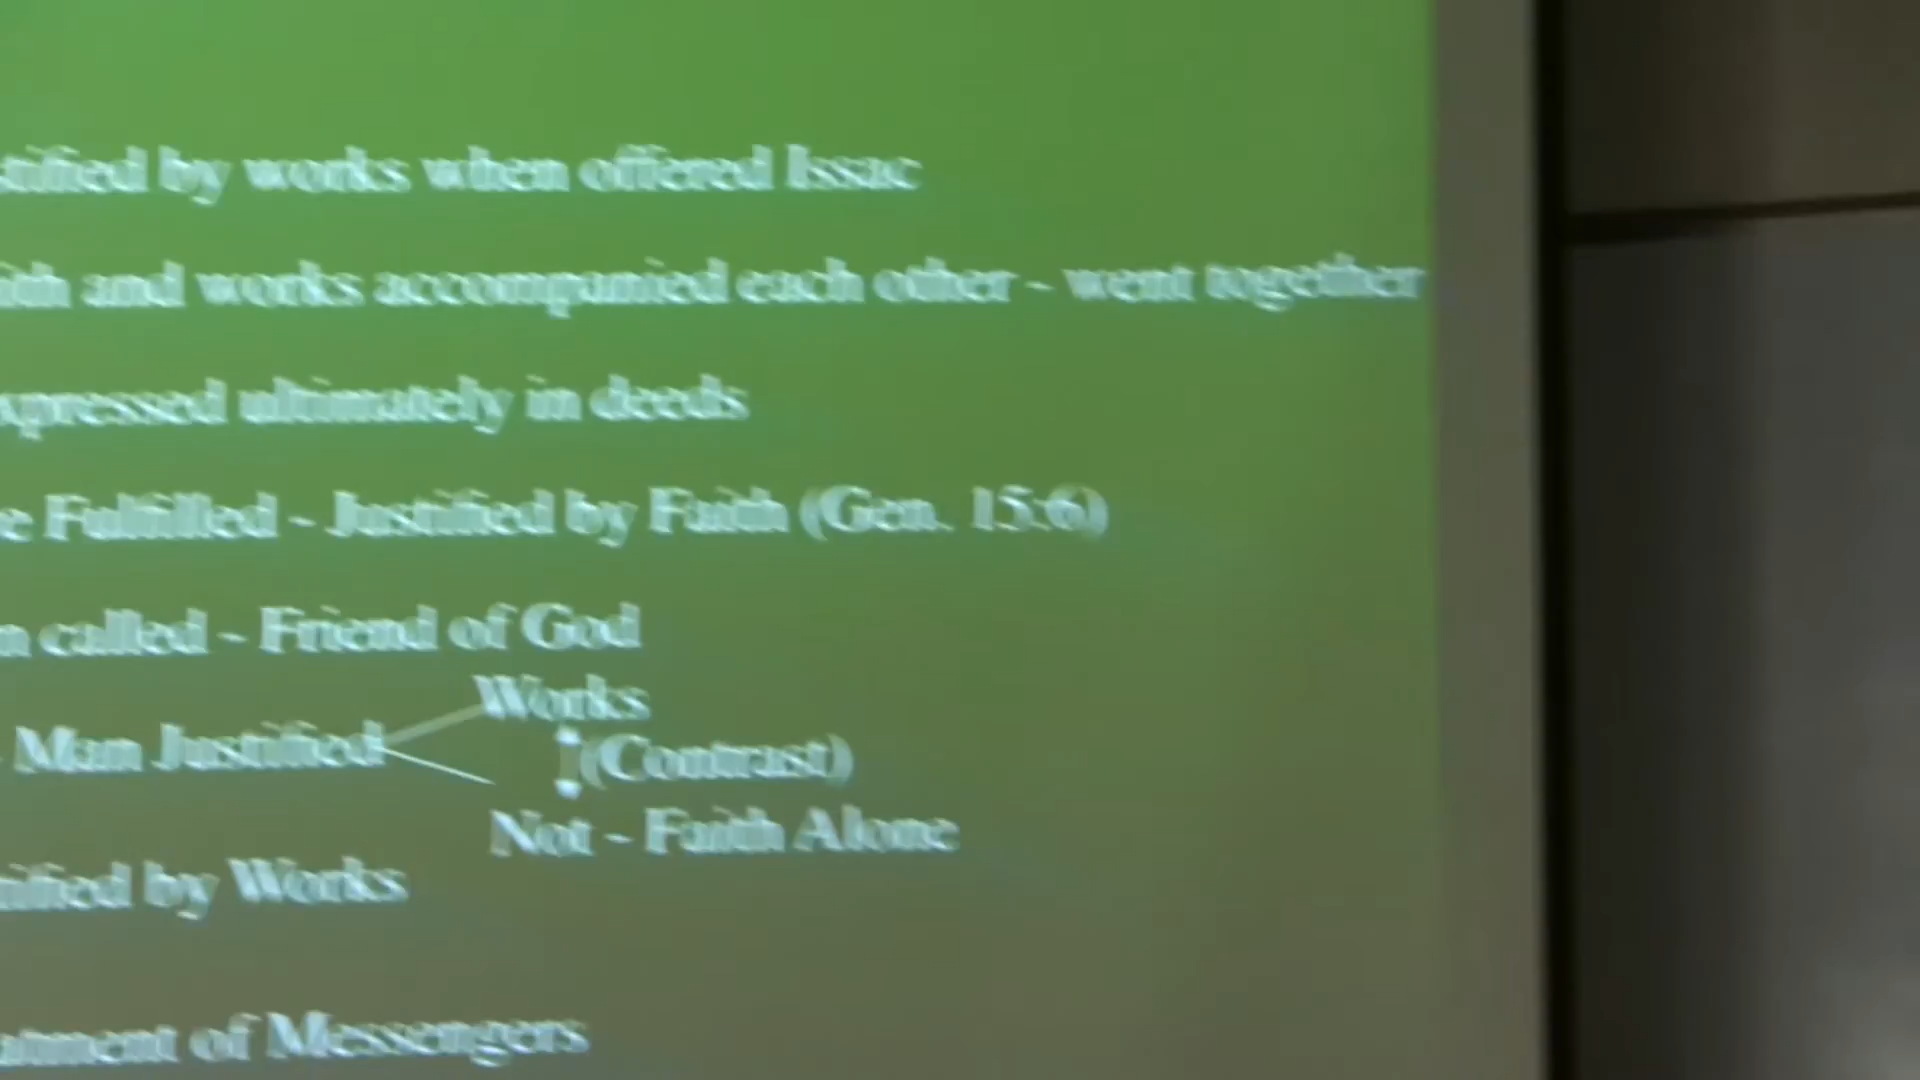 stified by works when offered Issac
ith and works accompanied each other - went together
xpressed ultimately in deeds
e Fulfilled - Justified by Faith (Gen. 15:6)
n called - Friend of God
Works
- Man Justified
(Contrast)
Not - Faith Alone
ified by Works
atment of Messengers